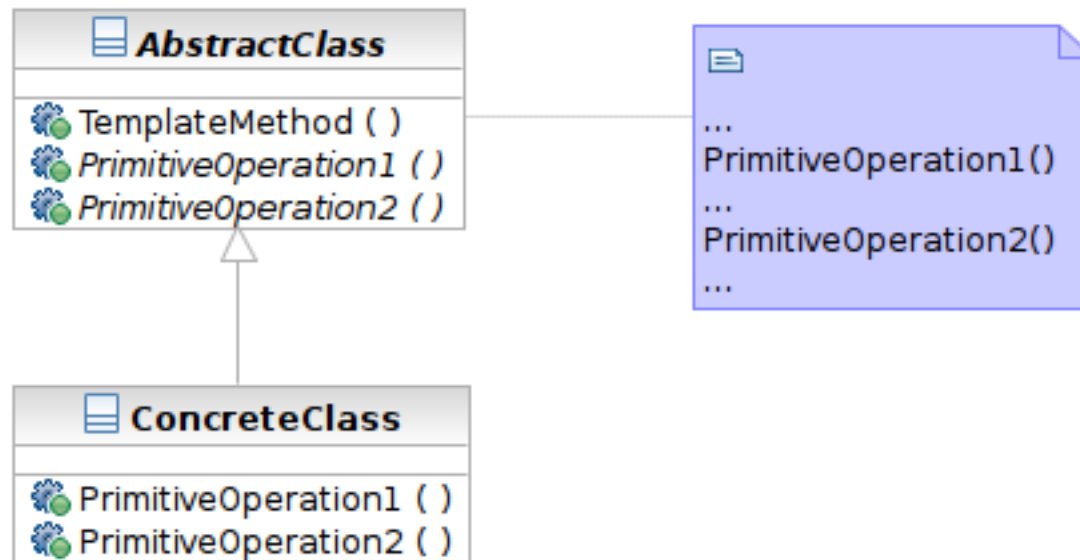 AbstractClass
TemplateMethod ( )
PrimitiveOperation1 ( )
PrimitiveOperation2 ( )
...
PrimitiveOperation1()
...
PrimitiveOperation2()
...
ConcreteClass
PrimitiveOperation1 ( )
PrimitiveOperation2 ( )